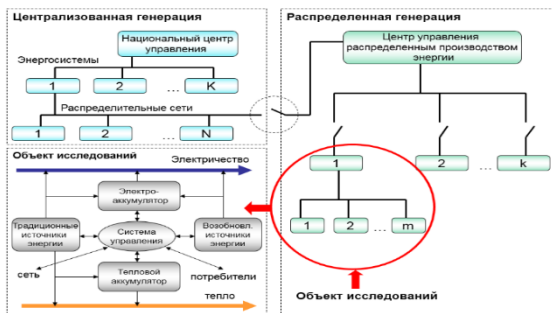 Централизованная генерация
Национальный центр
управления
Энергосистемы
1
2
...
K
Распределительные сети
1
2
...
N
Объект исследований
Электричество
Электро-
аккумулятор
Традиционные
источники
энергии
Система
управления
Возобновл.
источники
энергии
сеть
Тепловой
аккумулятор
потребители
тепло
Распределенная генерация
Центр управления
распределенным производством
энергии
1
2
...
k
1
2
...
m
Объект исследований